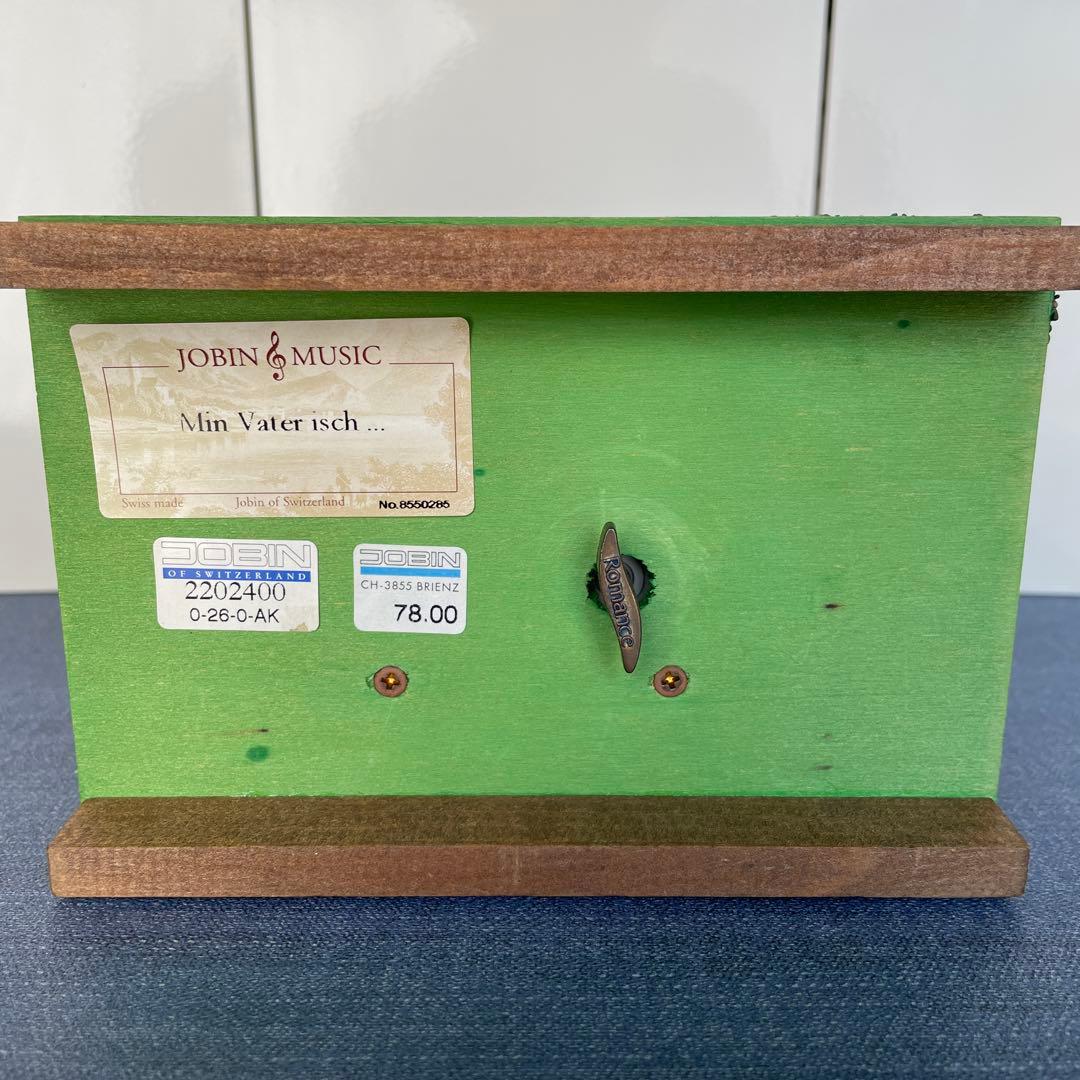 JOBIN MUSIC
Min Vater isch ...
Swiss made Jobin of Switzerland No.8550285
JOBIN
OF SWITZERLAND
2202400
0-26-0-AK
JOBIN
CH-3855 BRIENZ
78.00
Romance